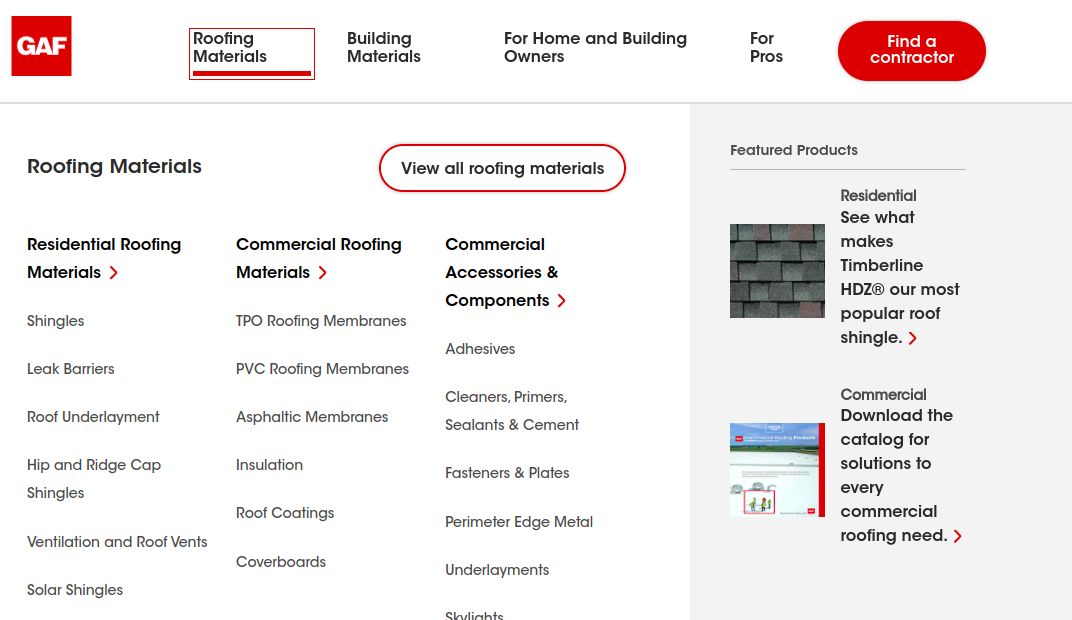 GAF
Roofing
Materials
Building
Materials
For Home and Building
Owners
For
Pros
Find a
contractor
Roofing Materials
View all roofing materials
Residential Roofing
Materials
Shingles
Leak Barriers
Roof Underlayment
Hip and Ridge Cap
Shingles
Ventilation and Roof Vents
Solar Shingles
Commercial Roofing
Materials
TPO Roofing Membranes
PVC Roofing Membranes
Asphaltic Membranes
Insulation
Roof Coatings
Coverboards
Commercial
Accessories &
Components
Adhesives
Cleaners, Primers,
Sealants & Cement
Fasteners & Plates
Perimeter Edge Metal
Underlayments
Skylights
Featured Products
Residential
See what
makes
Timberline
HDZ® our most
popular roof
shingle.
Commercial
Download the
catalog for
solutions to
every
commercial
roofing need.